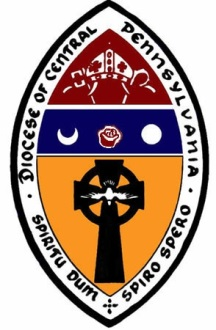 DIOCESE OF CENTRAL PENNSYLVANIA
SPIRITU DUM SPIRO SPERO